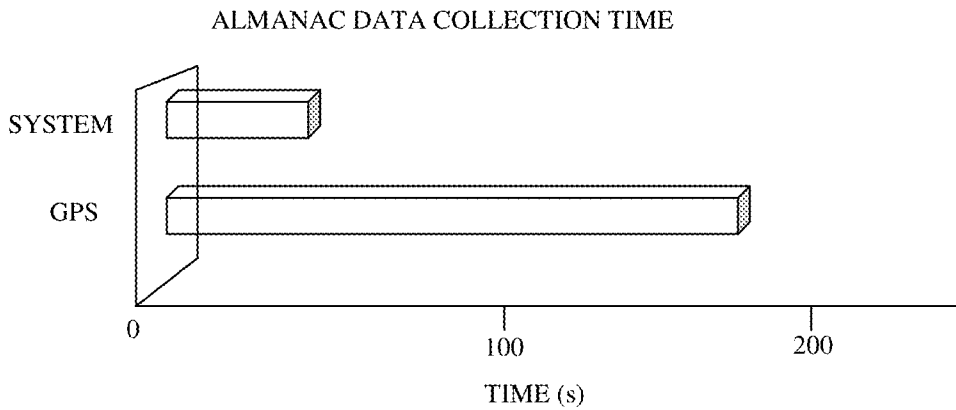 ALMANAC DATA COLLECTION TIME
SYSTEM
GPS
0
100
200
TIME (s)